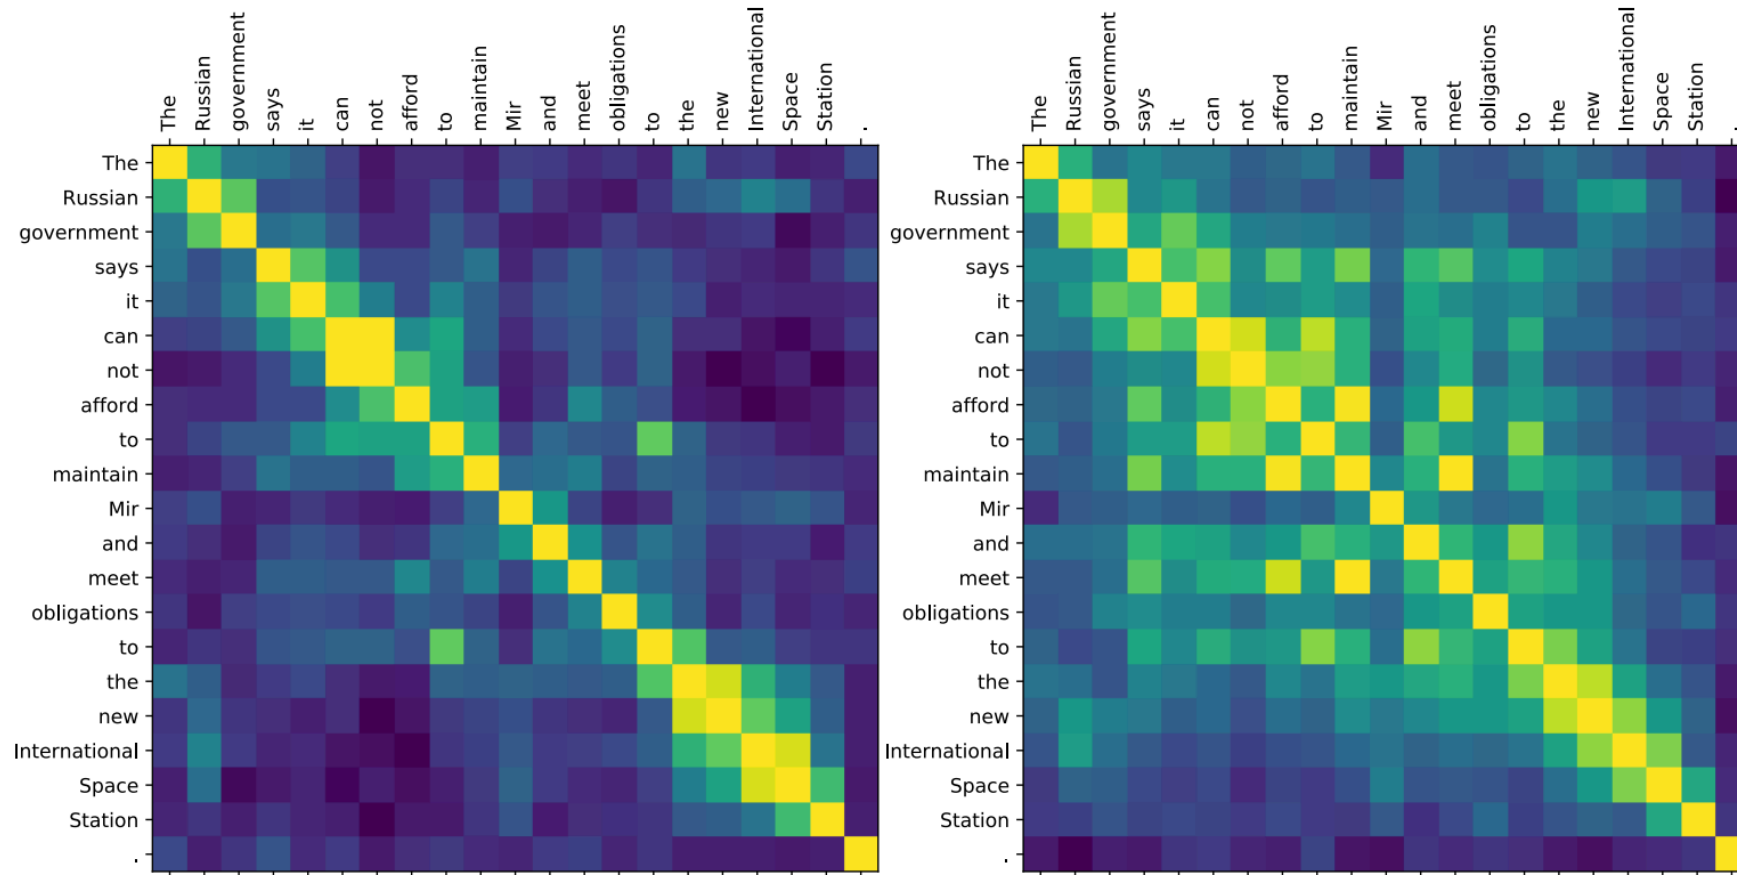 The Russian government says it can not afford to maintain Mir and meet obligations to the new International Space Station .
The Russian government says it can not afford to maintain Mir and meet obligations to the new International Space Station .
The
Russian
government
says
it
can
not
afford
to
maintain
Mir
and
meet
obligations
to
the
new
International
Space
Station
.
The
Russian
government
says
it
can
not
afford
to
maintain
Mir
and
meet
obligations
to
the
new
International
Space
Station
.